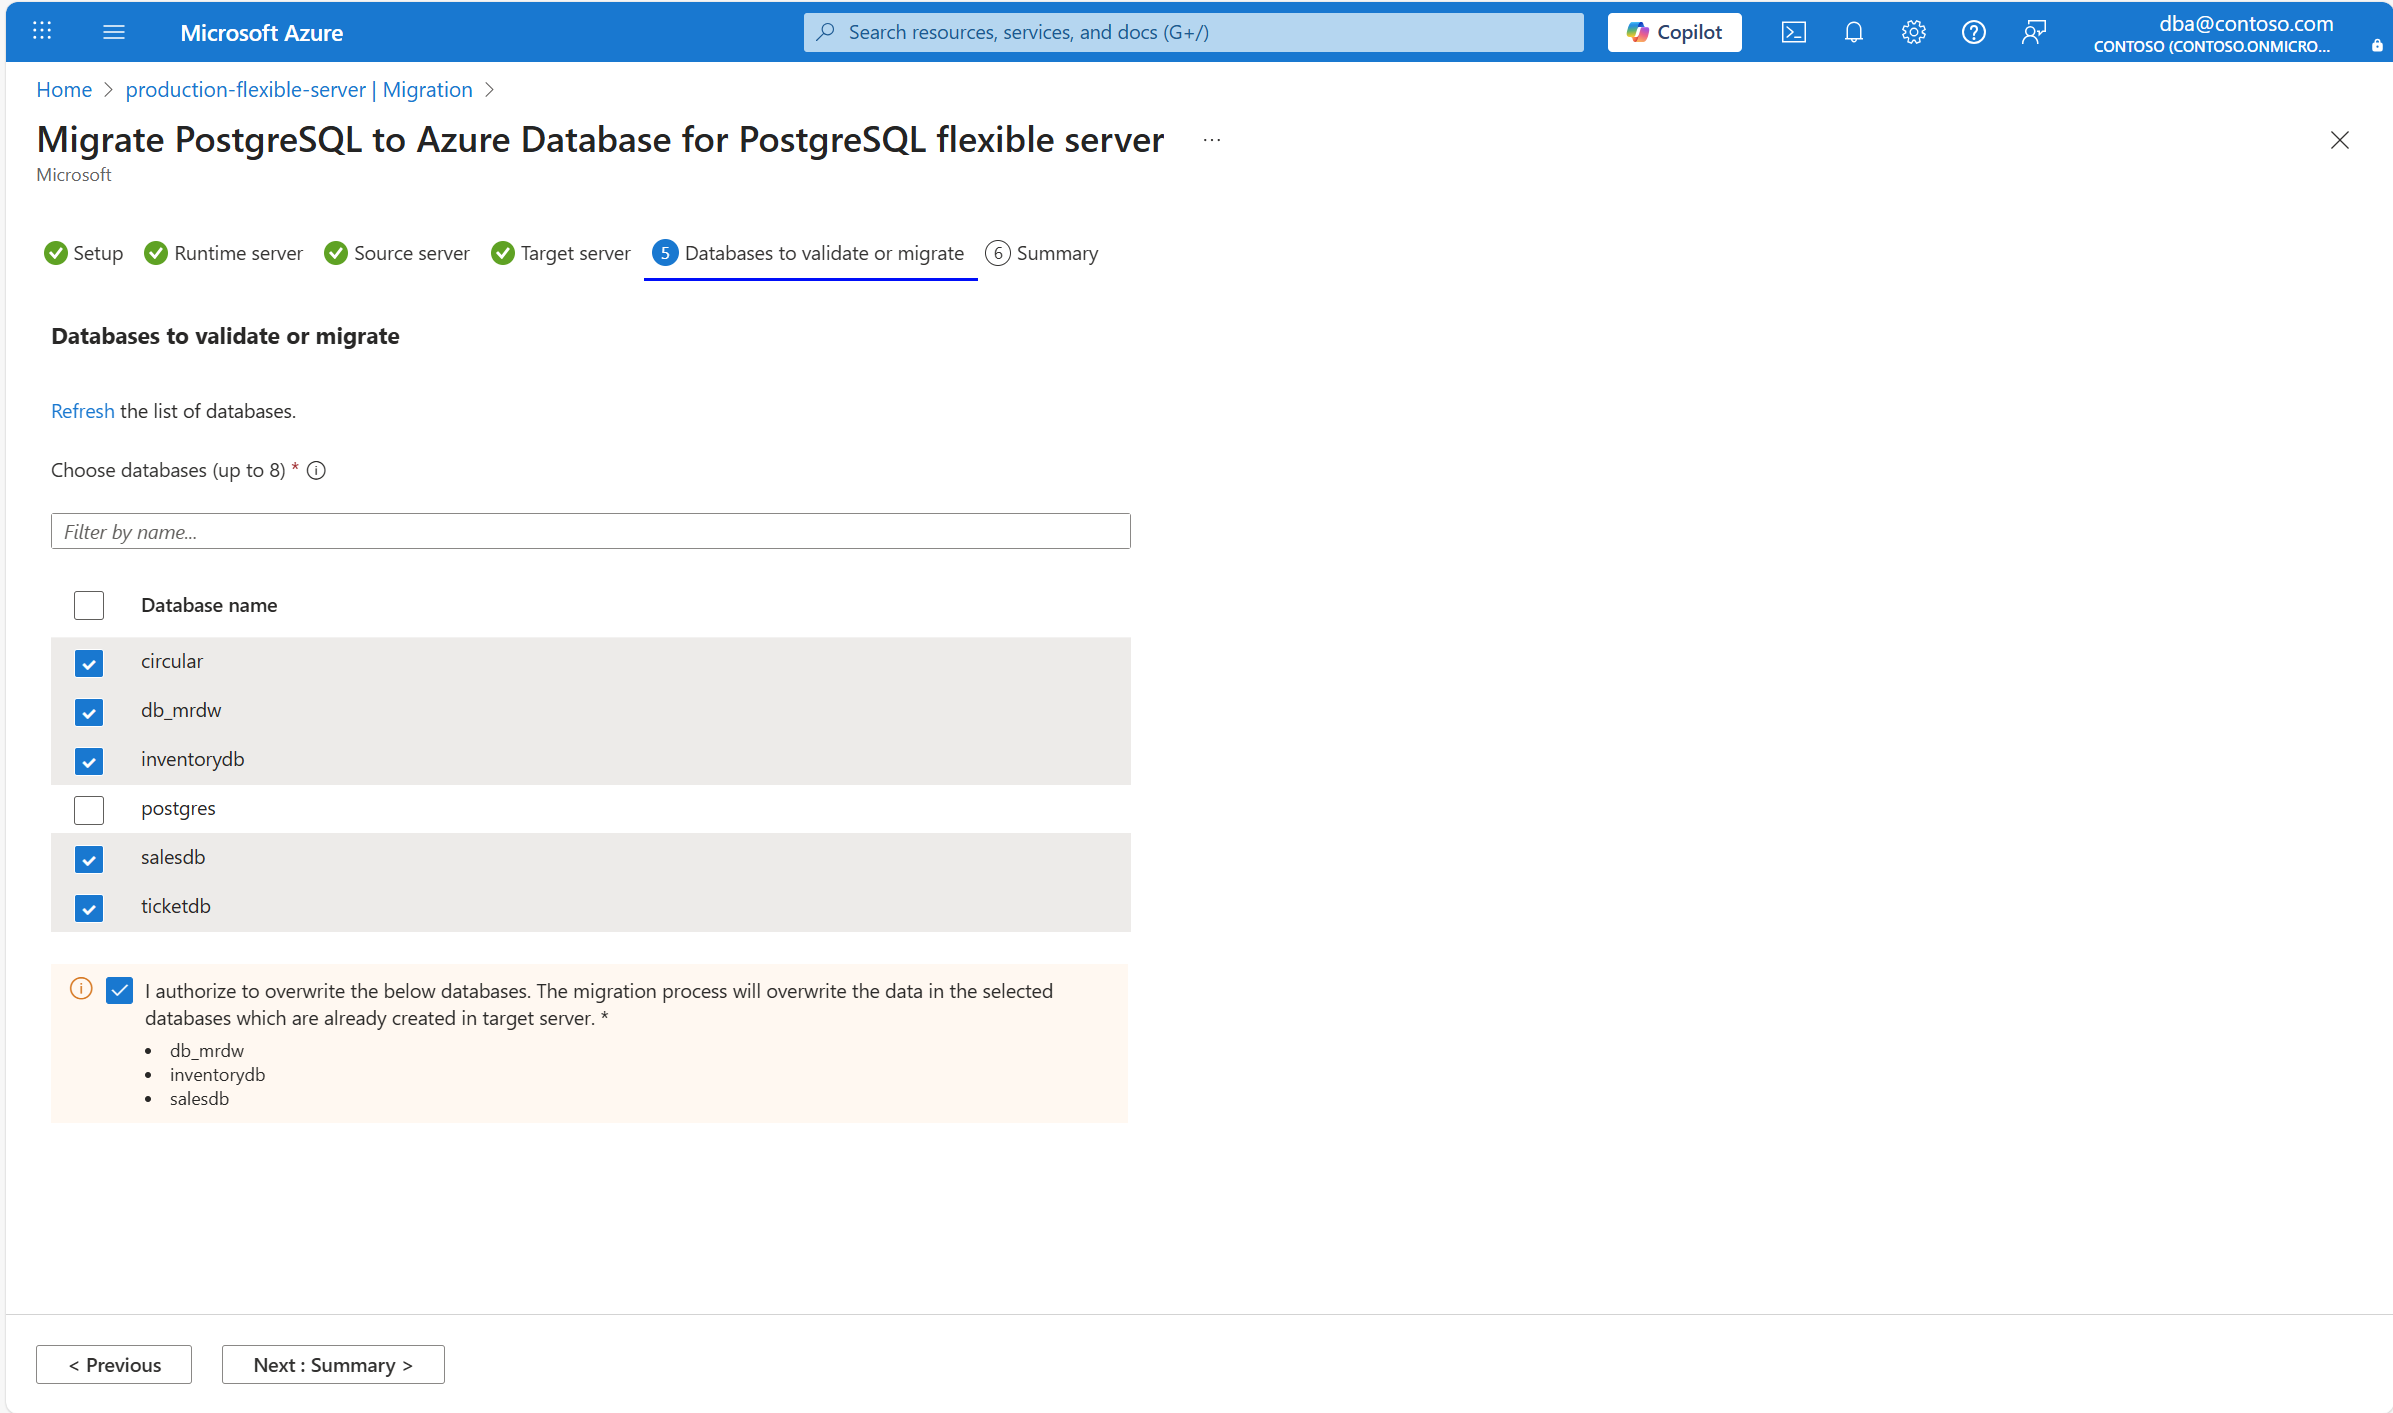 Microsoft Azure
Search resources, services, and docs (G+/)
Copilot
dba@contoso.com
CONTOSO (CONTOSO.ONMICRO...
Home > production-flexible-server | Migration >
Migrate PostgreSQL to Azure Database for PostgreSQL flexible server ...
Microsoft
Setup Runtime server Source server Target server 5 Databases to validate or migrate 6 Summary
Databases to validate or migrate
Refresh the list of databases.
Choose databases (up to 8) *
Filter by name...
Database name
circular
db_mrdw
inventorydb
postgres
salesdb
ticketdb
I authorize to overwrite the below databases. The migration process will overwrite the data in the selected
databases which are already created in target server. *
• db_mrdw
• inventorydb
• salesdb
< Previous
Next : Summary >